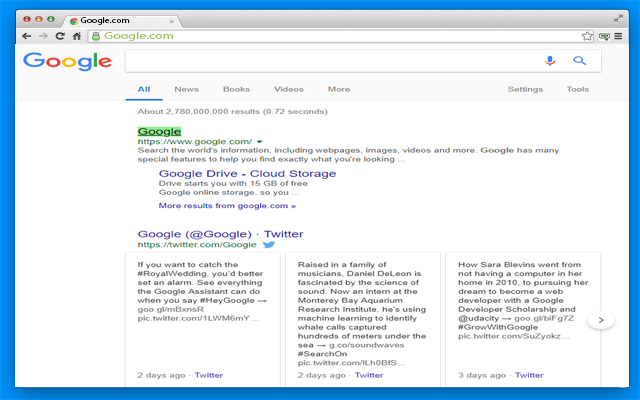 Google.com
Google.com
Google
All News Books Videos More Settings Tools
About 2,780,000,000 results (0.72 seconds)
Google
https://www.google.com/
Search the world's information, including webpages, images, videos and more. Google has many
special features to help you find exactly what you're looking ...
Google Drive - Cloud Storage
Drive starts you with 15 GB of free
Google online storage, so you ...
More results from google.com »
Google (@Google) · Twitter
https://twitter.com/Google
If you want to catch the
#RoyalWedding, you'd better
set an alarm. See everything
the Google Assistant can do
when you say #HeyGoogle →
goo.gl/mBxnsR
pic.twitter.com/1LWM6mY...
2 days ago · Twitter
Raised in a family of
musicians, Daniel DeLeon is
fascinated by the science of
sound. Now an intern at the
Monterey Bay Aquarium
Research Institute, he's using
machine learning to identify
whale calls captured
hundreds of meters under the
sea → g.co/soundwaves
#SearchOn
pic.twitter.com/ILh0BfS...
2 days ago · Twitter
How Sara Blevins went from
not having a computer in her
home in 2010, to pursuing her
dream to become a web
developer with a Google
Developer Scholarship and
@udacity → goo.gl/biFg7Z
#GrowWithGoogle
pic.twitter.com/SuZyokz...
3 days ago · Twitter